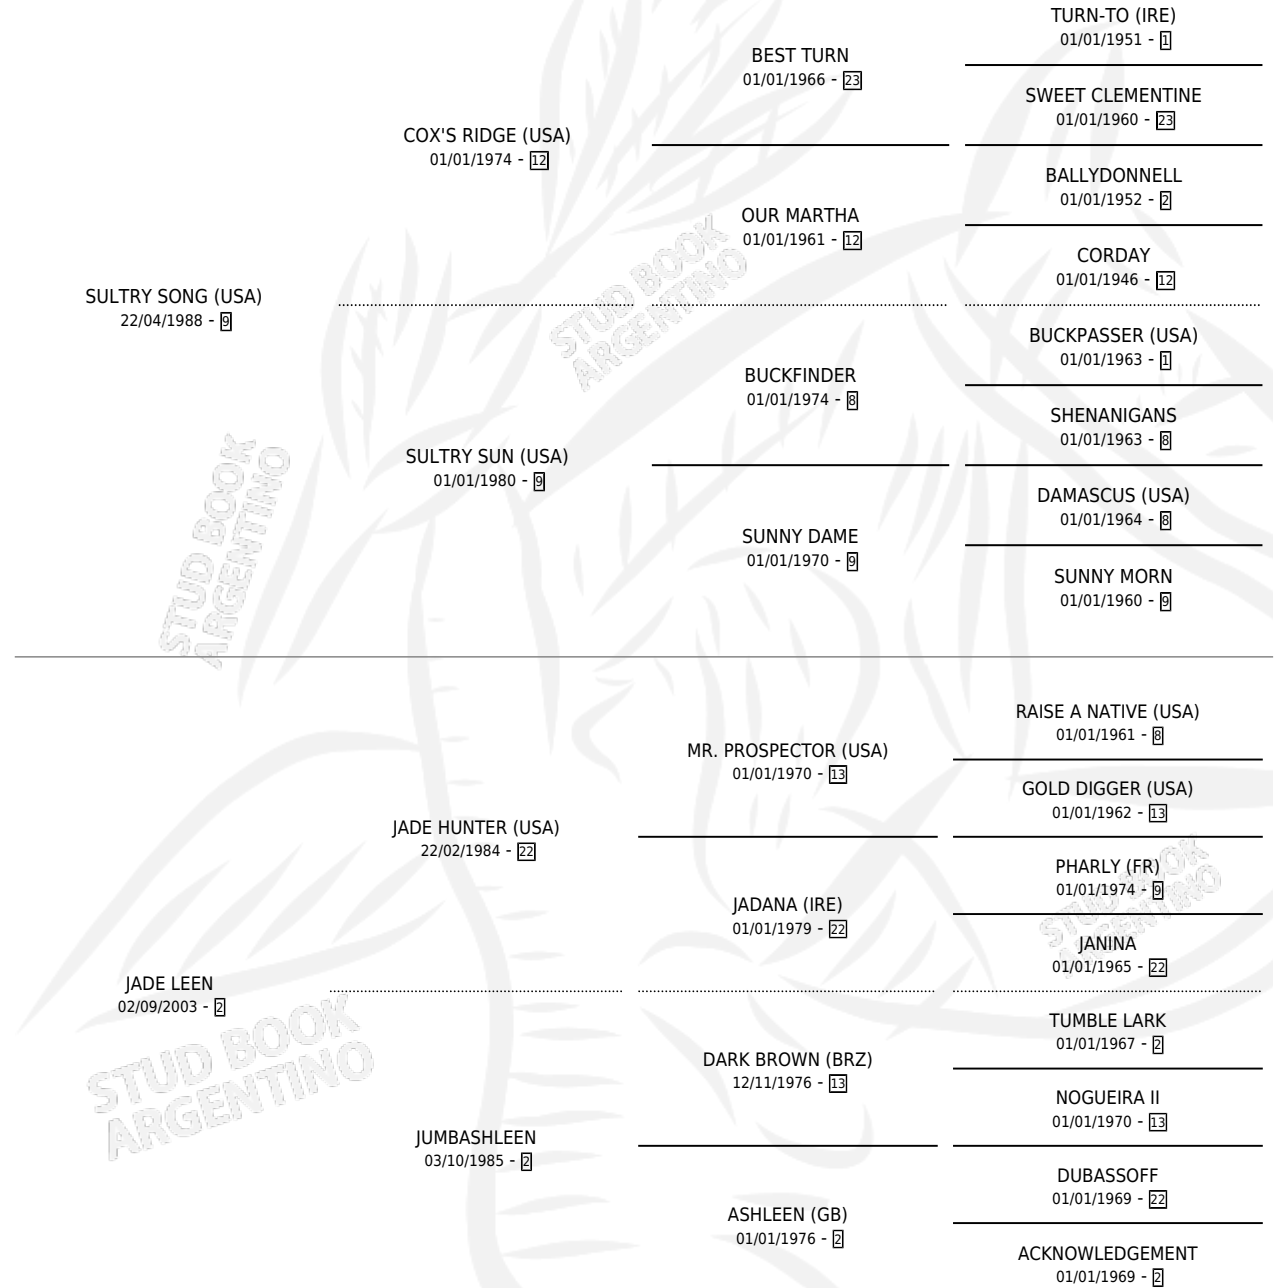 TURN-TO (IRE)
01/01/1951 - 1
BEST TURN
01/01/1966 - 23
SWEET CLEMENTINE
01/01/1960 - 23
COX'S RIDGE (USA)
01/01/1974 - 12
BALLYDONNELL
01/01/1952 - 2
OUR MARTHA
01/01/1961 - 12
CORDAY
01/01/1946 - 12
SULTRY SONG (USA)
22/04/1988 - 9
BUCKPASSER (USA)
01/01/1963 - 1
BUCKFINDER
01/01/1974 - 8
SHENANIGANS
01/01/1963 - 8
SULTRY SUN (USA)
01/01/1980 - 9
DAMASCUS (USA)
01/01/1964 - 8
SUNNY DAME
01/01/1970 - 9
SUNNY MORN
01/01/1960 - 9
RAISE A NATIVE (USA)
01/01/1961 - 8
MR. PROSPECTOR (USA)
01/01/1970 - 13
GOLD DIGGER (USA)
01/01/1962 - 13
JADE HUNTER (USA)
22/02/1984 - 22
PHARLY (FR)
01/01/1974 - 9
JADANA (IRE)
01/01/1979 - 22
JANINA
01/01/1965 - 22
JADE LEEN
02/09/2003 - 2
TUMBLE LARK
01/01/1967 - 2
DARK BROWN (BRZ)
12/11/1976 - 13
NOGUEIRA II
01/01/1970 - 13
JUMBASHLEEN
03/10/1985 - 2
DUBASSOFF
01/01/1969 - 22
ASHLEEN (GB)
01/01/1976 - 2
ACKNOWLEDGEMENT
01/01/1969 - 2
STUD BOOK
ARGENTINO
STUD BOOK
ARGENTINO
STUD BOOK
ARGENTINO
STUD BOOK
ARGENTINO